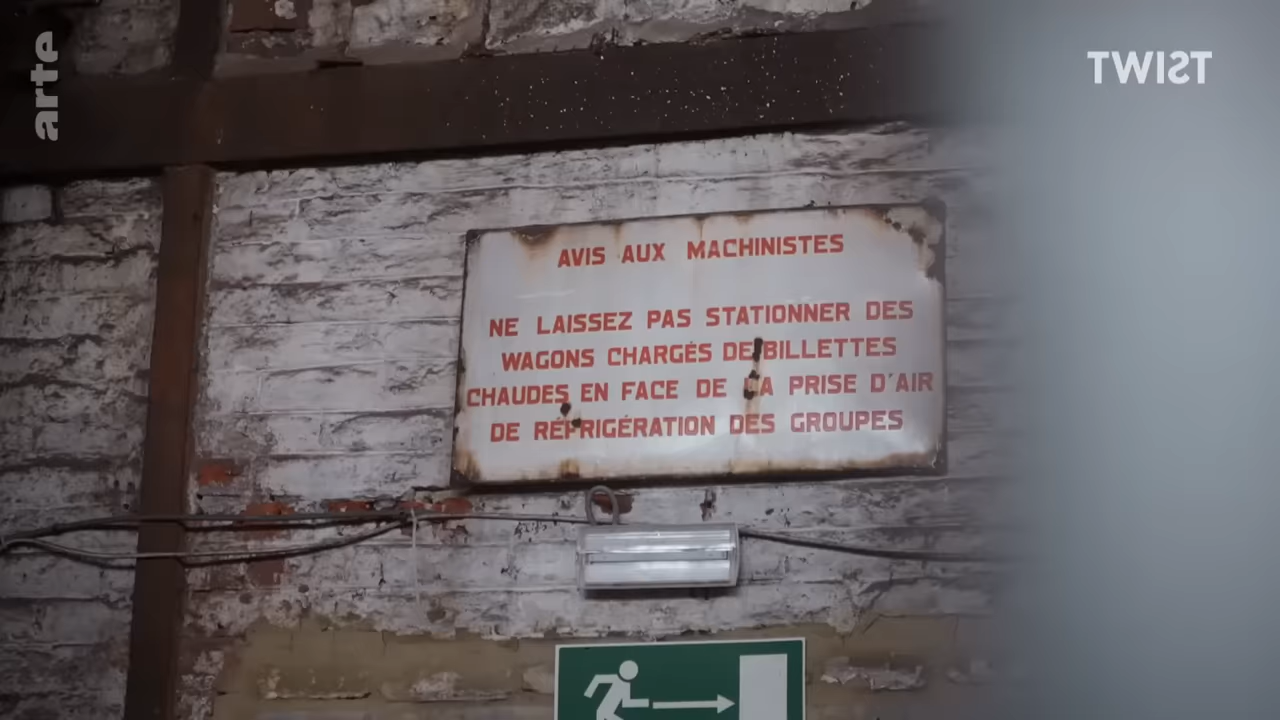 arte
TWIST
AVIS AUX MACHINISTES
NE LAISSEZ PAS STATIONNER DES
WAGONS CHARGÉS DE BILLETTES
CHAUDES EN FACE DE LA PRISE D'AIR
DE RÉFRIGÉRATION DES GROUPES